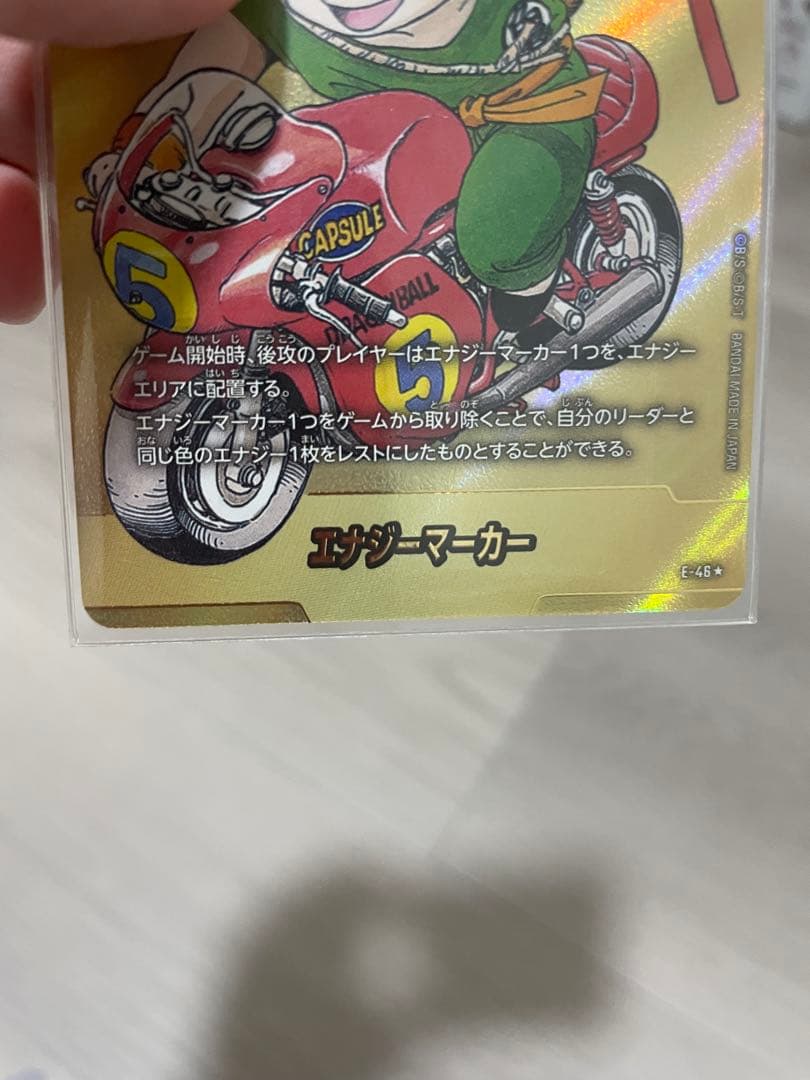 CAPSULE
5
DRAGON BALL
5
ゲーム開始時、後攻のプレイヤーはエナジーマーカー1つを、エナジー
エリアに配置する。
エナジーマーカー1つをゲームから取り除くことで、自分のリーダーと
同じ色のエナジー1枚をレストにしたものとすることができる。
エナジーマーカー
E-46★
©B/S ©B/S・T BANDAI MADE IN JAPAN